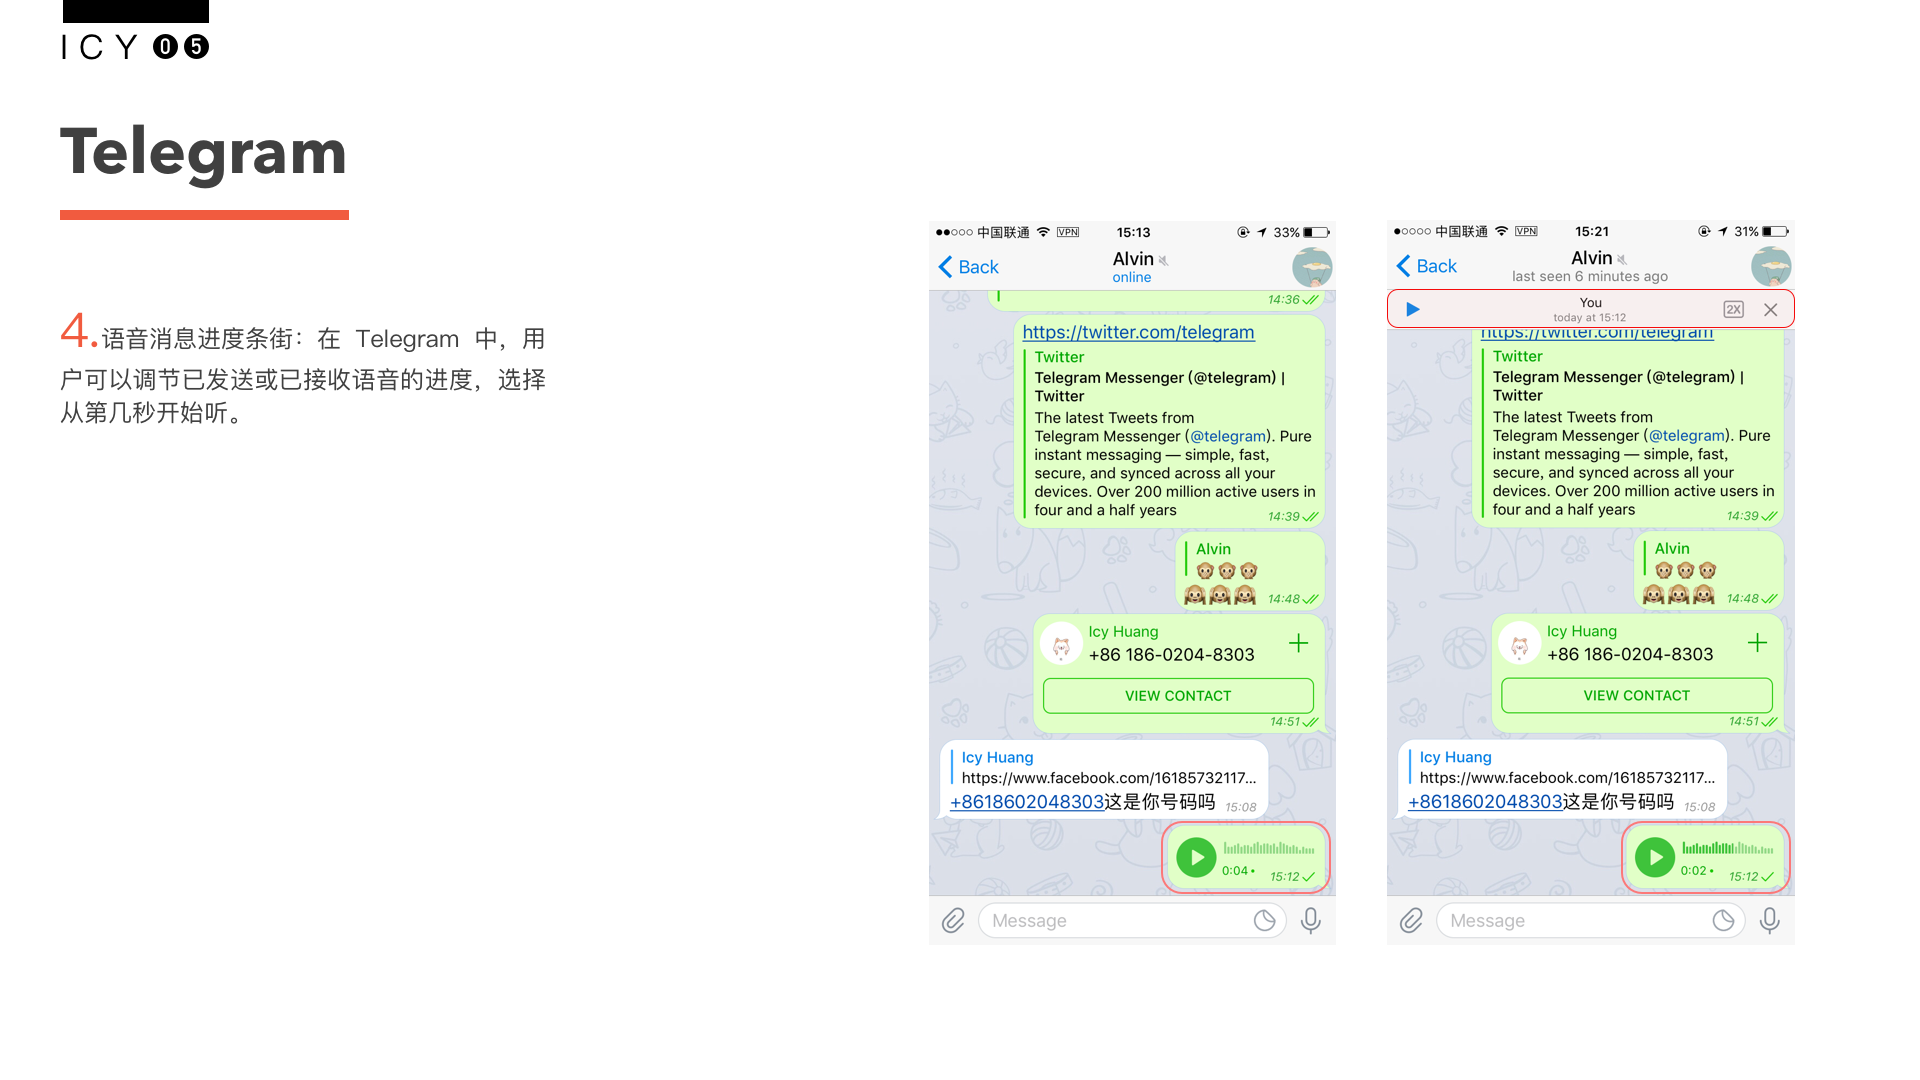 ICY 05
Telegram
4.语音消息进度条街：在 Telegram 中，用
户可以调节已发送或已接收语音的进度，选择
从第几秒开始听。
中国联通 VPN 15:13 33%
Back Alvin
online
14:36
https://twitter.com/telegram
Twitter
Telegram Messenger (@telegram) |
Twitter
The latest Tweets from
Telegram Messenger (@telegram). Pure
instant messaging — simple, fast,
secure, and synced across all your
devices. Over 200 million active users in
four and a half years
14:39
Alvin
14:48
Icy Huang
+86 186-0204-8303
VIEW CONTACT
14:51
Icy Huang
https://www.facebook.com/16185732117...
+8618602048303这是你号码吗 15:08
0:04 15:12
Message
中国联通 VPN 15:21 31%
Back Alvin
last seen 6 minutes ago
You
today at 15:12
2X
https://twitter.com/telegram
Twitter
Telegram Messenger (@telegram) |
Twitter
The latest Tweets from
Telegram Messenger (@telegram). Pure
instant messaging — simple, fast,
secure, and synced across all your
devices. Over 200 million active users in
four and a half years
14:39
Alvin
14:48
Icy Huang
+86 186-0204-8303
VIEW CONTACT
14:51
Icy Huang
https://www.facebook.com/16185732117...
+8618602048303这是你号码吗 15:08
0:02 15:12
Message